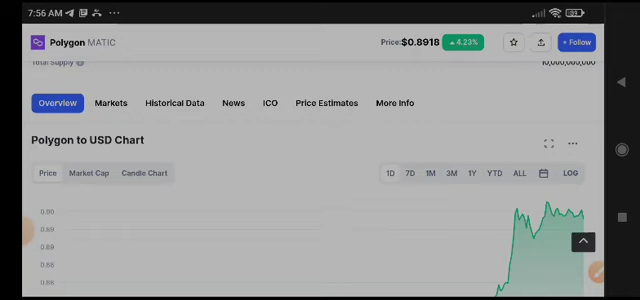 7:56 AM
Polygon MATIC Price: $0.8918 4.23% + Follow
Total Supply 10,000,000,000
Overview Markets Historical Data News ICO Price Estimates More Info
Polygon to USD Chart
Price Market Cap Candle Chart 1D 7D 1M 3M 1Y YTD ALL LOG
0.90
0.89
0.89
0.88
0.88